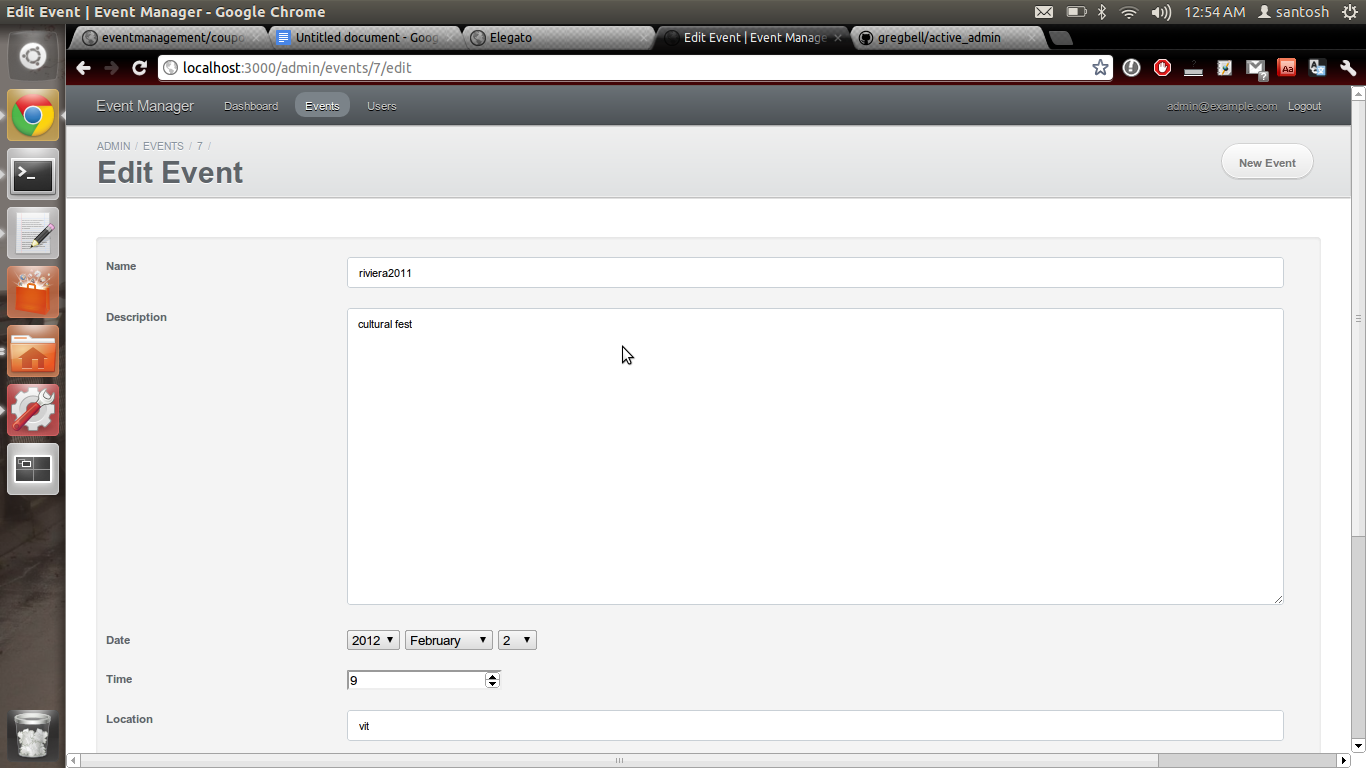 Edit Event | Event Manager - Google Chrome
12:54 AM santosh
eventmanagement/coupo
Untitled document - Goog
Elegato
Edit Event | Event Manage
gregbell/active_admin
localhost:3000/admin/events/7/edit
Event Manager Dashboard Events Users admin@example.com Logout
ADMIN / EVENTS / 7 /
Edit Event
New Event
Name
riviera2011
Description
cultural fest
Date
2012 February 2
Time
9
Location
vit